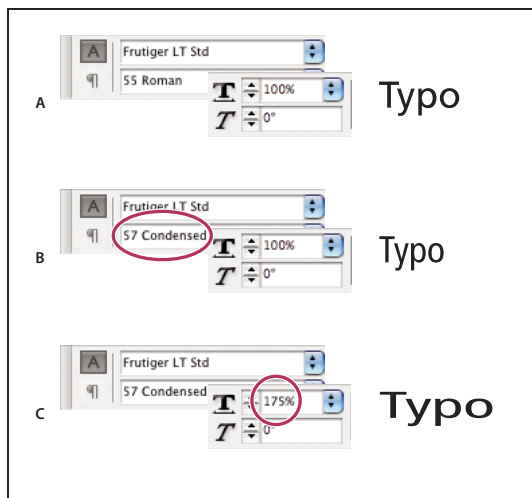 A
Frutiger LT Std
¶
55 Roman
T
100%
T
0°
A
Typo
A
Frutiger LT Std
¶
57 Condensed
T
100%
T
0°
B
Typo
A
Frutiger LT Std
¶
57 Condensed
T
175%
T
0°
C
Typo